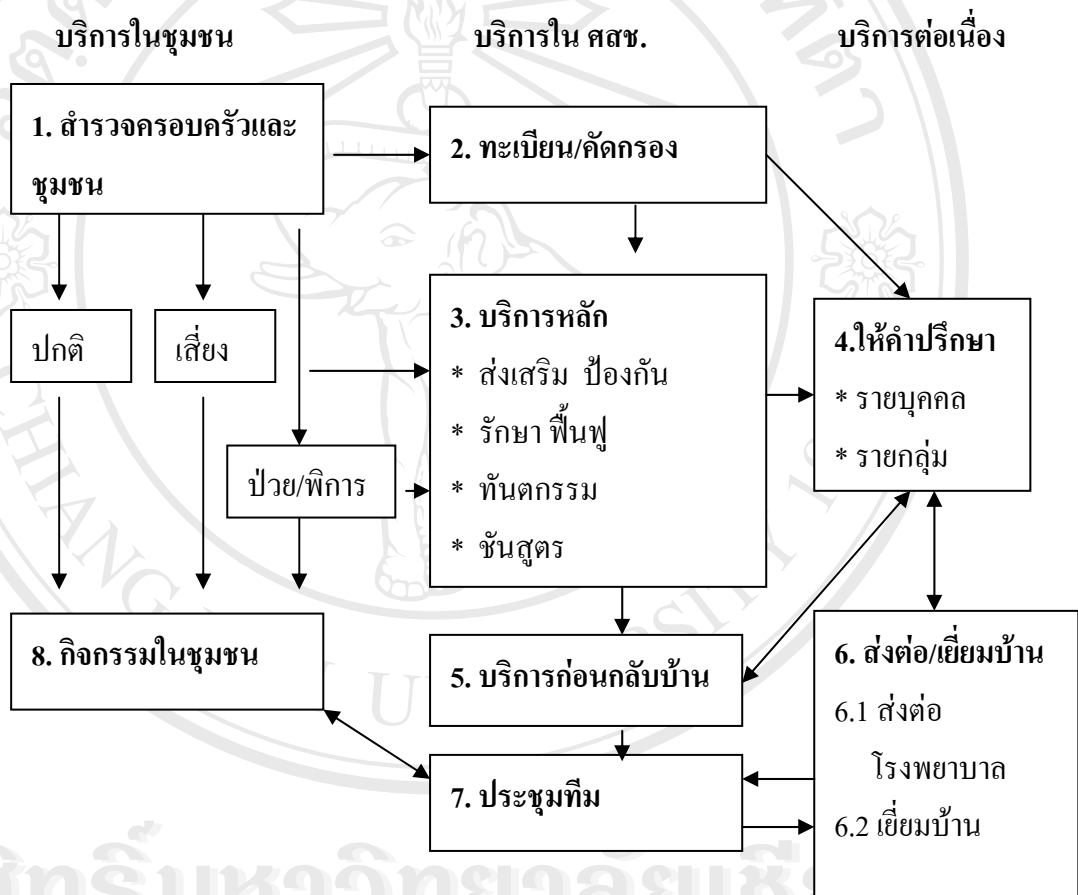 บริการในชุมชน
บริการใน ศสช.
บริการต่อเนื่อง
1. สำรวจครอบครัวและ
ชุมชน
2. ทะเบียน/คัดกรอง
ปกติ
เสี่ยง
ป่วย/พิการ
3. บริการหลัก
* ส่งเสริม ป้องกัน
* รักษา ฟื้นฟู
* ทันตกรรม
* ชันสูตร
4.ให้คำปรึกษา
* รายบุคคล
* รายกลุ่ม
8. กิจกรรมในชุมชน
5. บริการก่อนกลับบ้าน
7. ประชุมทีม
6. ส่งต่อ/เยี่ยมบ้าน
6.1 ส่งต่อ
โรงพยาบาล
6.2 เยี่ยมบ้าน